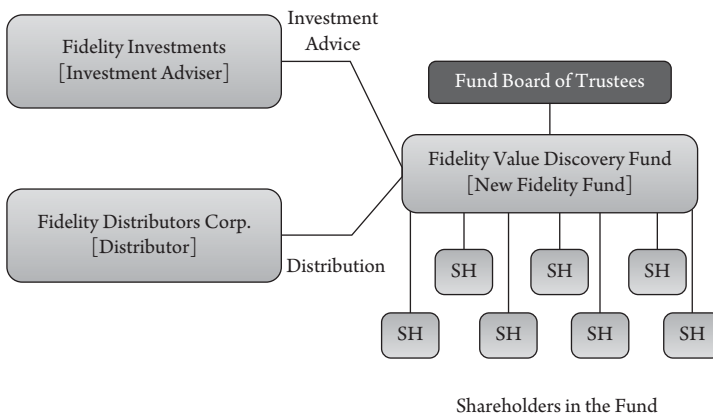 Fidelity Investments
[Investment Adviser]
Investment
Advice
Fund Board of Trustees
Fidelity Value Discovery Fund
[New Fidelity Fund]
Fidelity Distributors Corp.
[Distributor]
Distribution
SH
SH
SH
SH
SH
SH
SH
Shareholders in the Fund